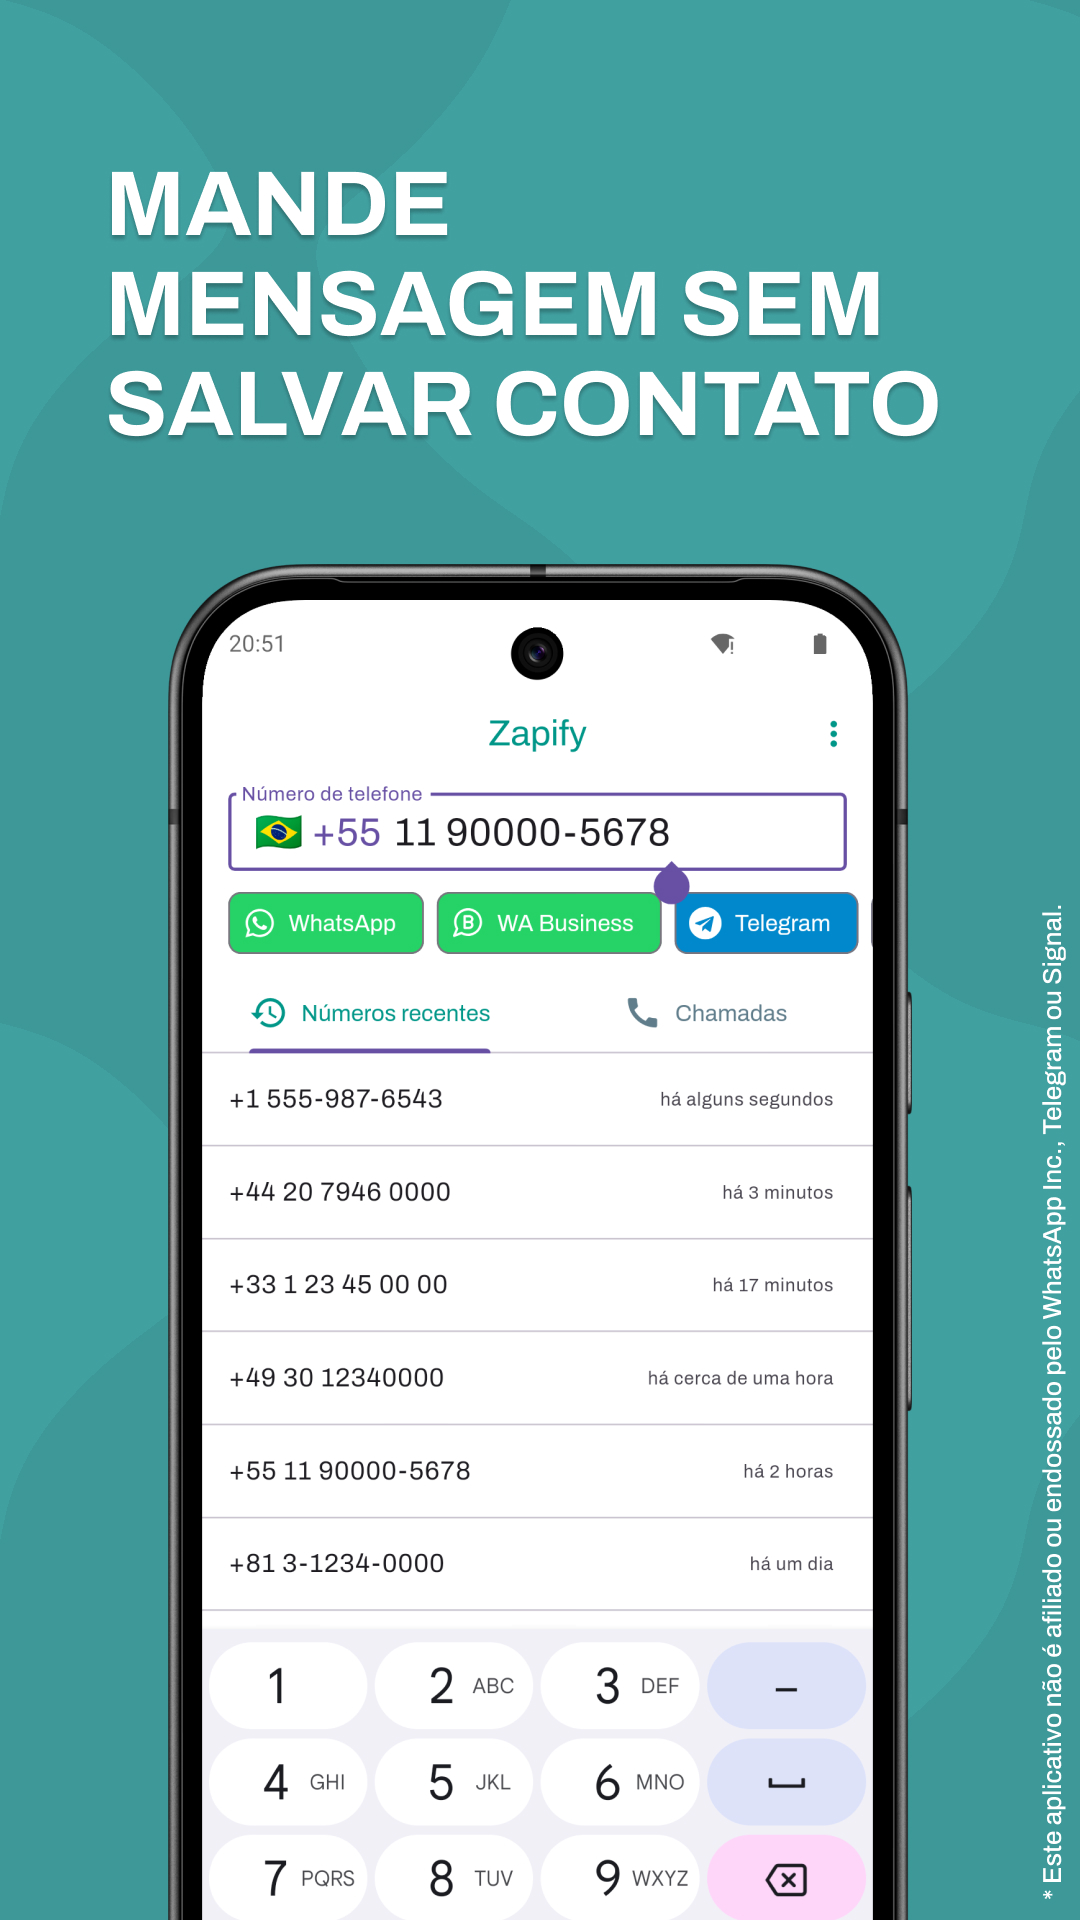 MANDE
MENSAGEM SEM
SALVAR CONTATO
20:51
Zapify
Número de telefone
+55 11 90000-5678
WhatsApp
WA Business
Telegram
Números recentes
Chamadas
+1 555-987-6543 há alguns segundos
+44 20 7946 0000 há 3 minutos
+33 1 23 45 00 00 há 17 minutos
+49 30 12340000 há cerca de uma hora
+55 11 90000-5678 há 2 horas
+81 3-1234-0000 há um dia
1 2 ABC 3 DEF –
4 GHI 5 JKL 6 MNO
7 PQRS 8 TUV 9 WXYZ
* Este aplicativo não é afiliado ou endossado pelo WhatsApp Inc., Telegram ou Signal.